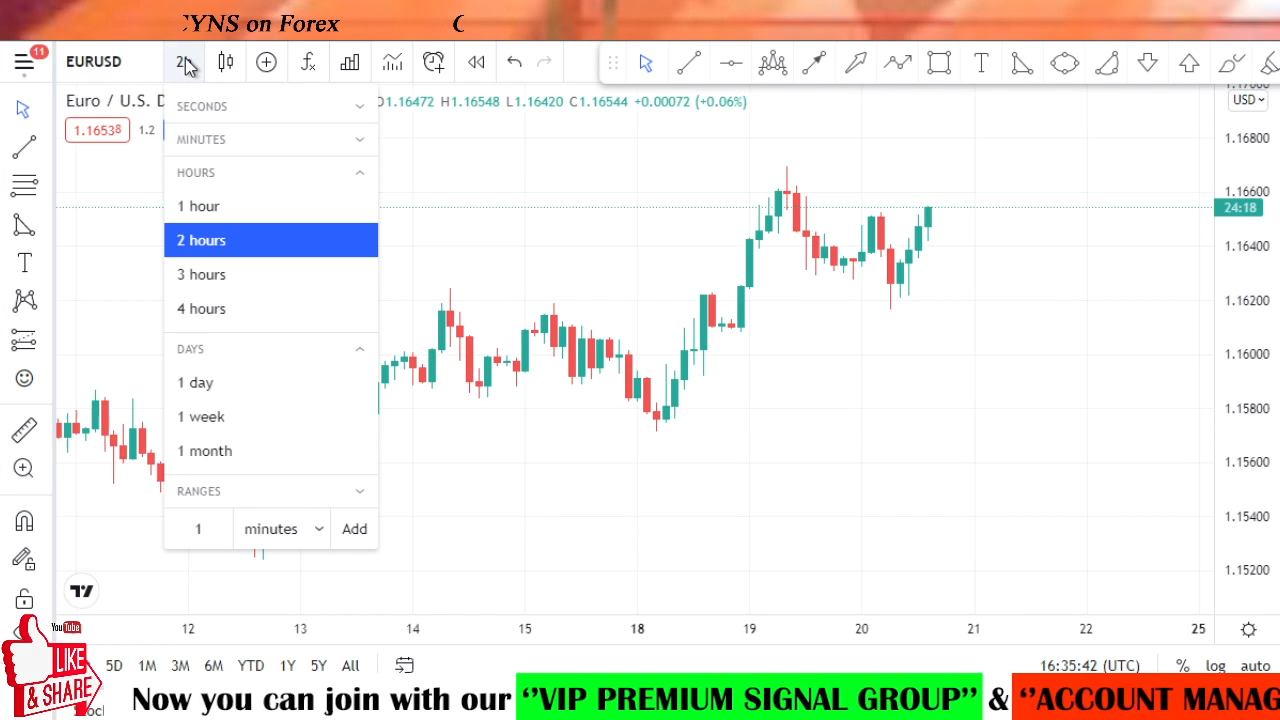 YNS on Forex
11
EURUSD
Euro / U.S. D
O1.16472 H1.16548 L1.16420 C1.16544 +0.00072 (+0.06%)
1.16538
1.2
SECONDS
MINUTES
HOURS
1 hour
2 hours
3 hours
4 hours
DAYS
1 day
1 week
1 month
RANGES
1 minutes Add
USD
1.16800
1.16600
24:18
1.16400
1.16200
1.16000
1.15800
1.15600
1.15400
1.15200
12 13 14 15 18 19 20 21 22 25
5D 1M 3M 6M YTD 1Y 5Y All
16:35:42 (UTC) % log auto
YouTube
LIKE
& SHARE
Now you can join with our ‘’VIP PREMIUM SIGNAL GROUP’’ & ‘’ACCOUNT MANAG